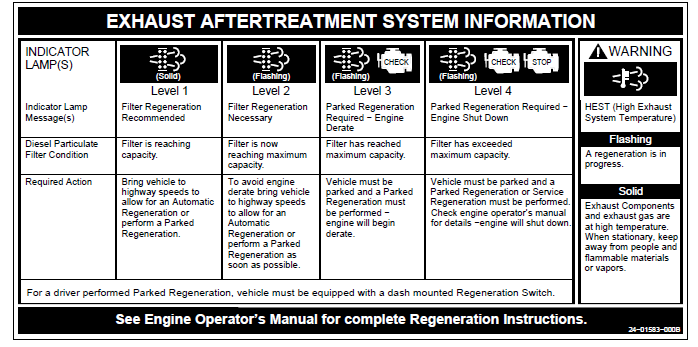 EXHAUST AFTERTREATMENT SYSTEM INFORMATION
INDICATOR
LAMP(S)
(Solid)
Level 1
(Flashing)
Level 2
(Flashing)
CHECK
Level 3
(Flashing)
CHECK
STOP
Level 4
Indicator Lamp
Message(s)
Filter Regeneration
Recommended
Filter Regeneration
Necessary
Parked Regeneration
Required − Engine
Derate
Parked Regeneration Required −
Engine Shut Down
Diesel Particulate
Filter Condition
Filter is reaching
capacity.
Filter is now
reaching maximum
capacity.
Filter has reached
maximum capacity.
Filter has exceeded
maximum capacity.
Required Action
Bring vehicle to
highway speeds to
allow for an Automatic
Regeneration or
perform a Parked
Regeneration.
To avoid engine
derate bring vehicle
to highway speeds
to allow for an
Automatic
Regeneration or
perform a Parked
Regeneration as
soon as possible.
Vehicle must be
parked and a Parked
Regeneration must
be performed −
engine will begin
derate.
Vehicle must be parked and a
Parked Regeneration or Service
Regeneration must be performed.
Check engine operator's manual
for details −engine will shut down.
For a driver performed Parked Regeneration, vehicle must be equipped with a dash mounted Regeneration Switch.
WARNING
HEST (High Exhaust
System Temperature)
Flashing
A regeneration is in
progress.
Solid
Exhaust Components
and exhaust gas are
at high temperature.
When stationary, keep
away from people and
flammable materials
or vapors.
See Engine Operator's Manual for complete Regeneration Instructions.
24-01583-000B